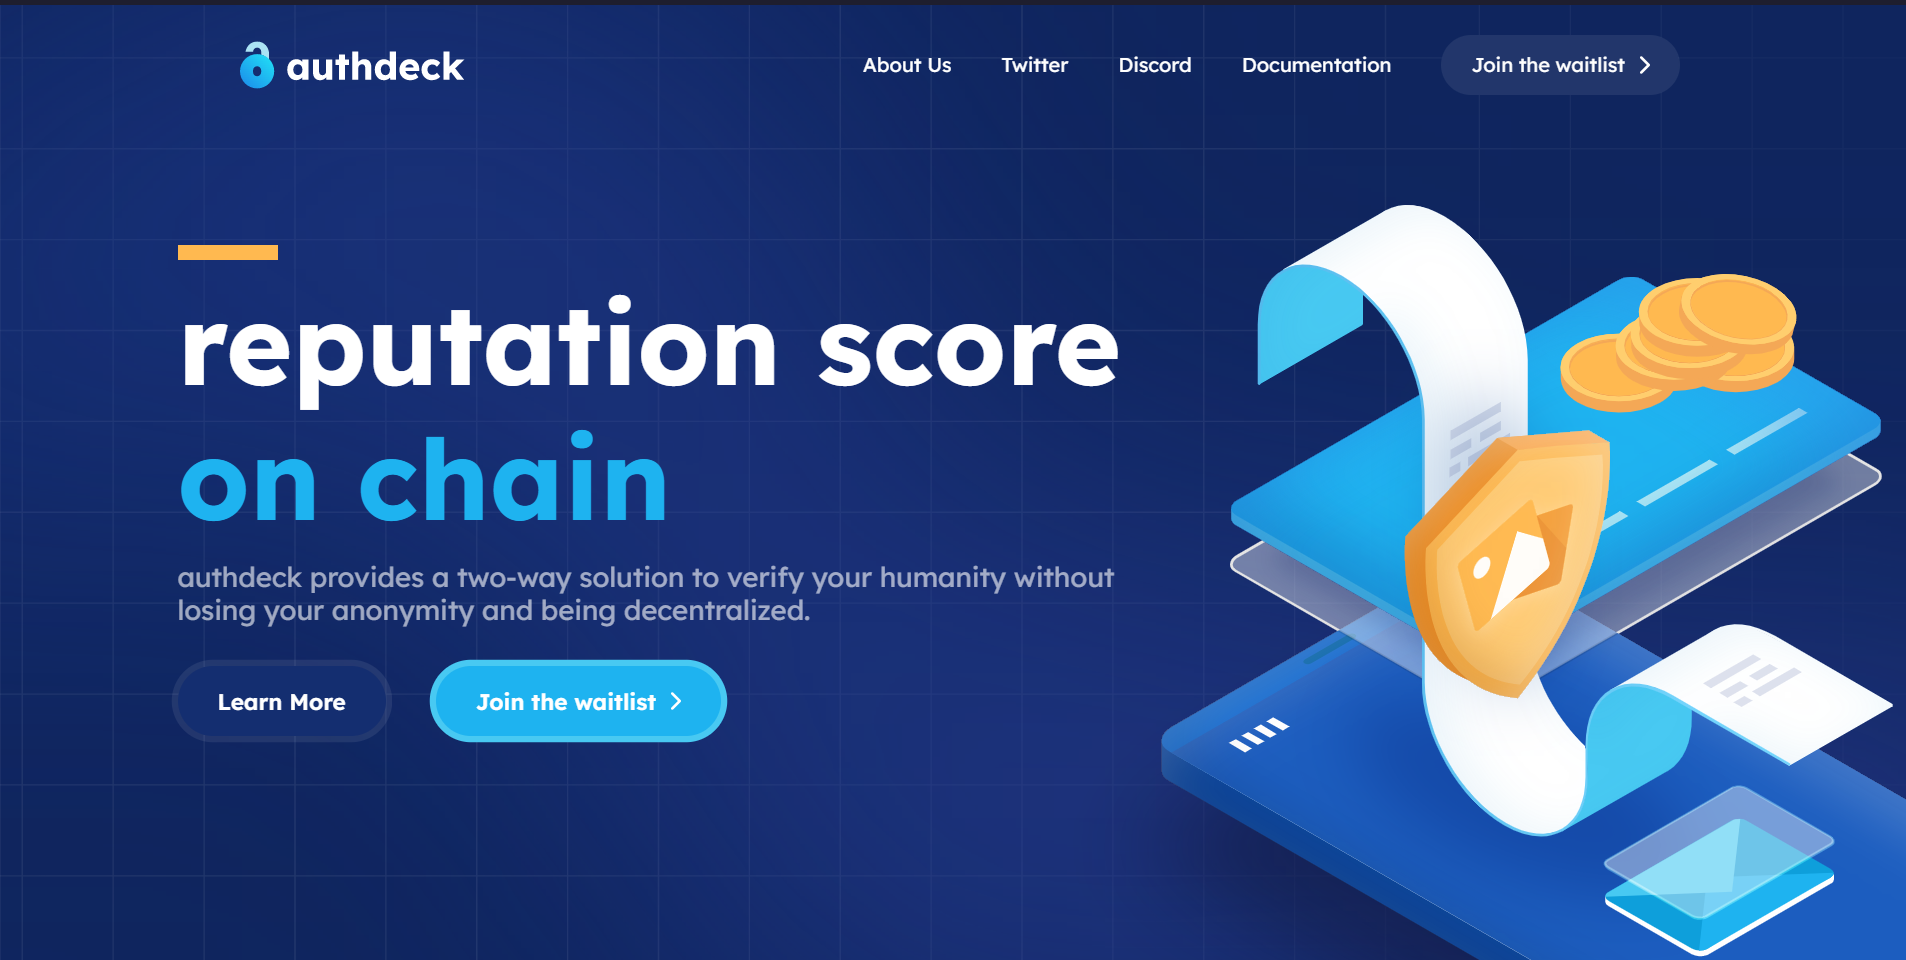 authdeck
About Us
Twitter
Discord
Documentation
Join the waitlist
reputation score
on chain
authdeck provides a two-way solution to verify your humanity without
losing your anonymity and being decentralized.
Learn More
Join the waitlist